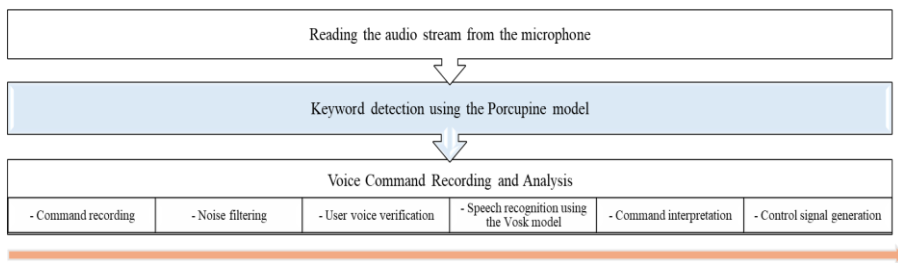 Reading the audio stream from the microphone
Keyword detection using the Porcupine model
Voice Command Recording and Analysis
- Command recording
- Noise filtering
- User voice verification
- Speech recognition using
the Vosk model
- Command interpretation
- Control signal generation